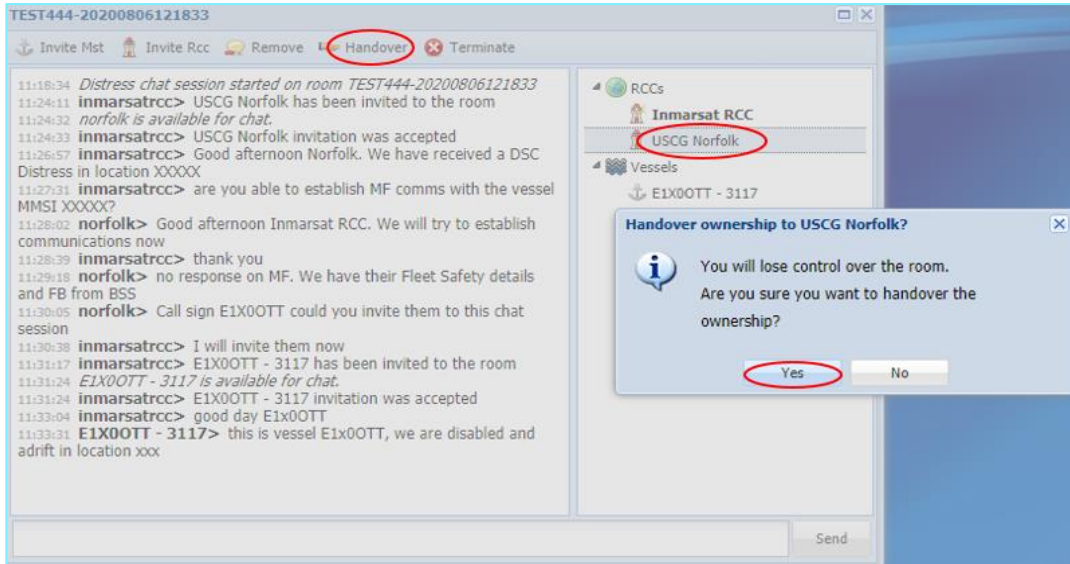 TEST444-20200806121833
Invite Mst Invite Rcc Remove Handover Terminate
11:18:34 Distress chat session started on room TEST444-20200806121833
11:24:11 inmarsatrcc> USCG Norfolk has been invited to the room
11:24:32 norfolk is available for chat.
11:24:33 inmarsatrcc> USCG Norfolk invitation was accepted
11:26:57 inmarsatrcc> Good afternoon Norfolk. We have received a DSC
Distress in location XXXXX
11:27:31 inmarsatrcc> are you able to establish MF comms with the vessel
MMSI XXXXX?
11:28:02 norfolk> Good afternoon Inmarsat RCC. We will try to establish
communications now
11:28:39 inmarsatrcc> thank you
11:29:18 norfolk> no response on MF. We have their Fleet Safety details
and FB from BSS
11:30:05 norfolk> Call sign E1X0OTT could you invite them to this chat
session
11:30:38 inmarsatrcc> I will invite them now
11:31:17 inmarsatrcc> E1X0OTT - 3117 has been invited to the room
11:31:24 E1X0OTT - 3117 is available for chat.
11:31:24 inmarsatrcc> E1X0OTT - 3117 invitation was accepted
11:33:04 inmarsatrcc> good day E1x0OTT
11:33:31 E1X0OTT - 3117> this is vessel E1x0OTT, we are disabled and
adrift in location xxx
RCCs
Inmarsat RCC
USCG Norfolk
Vessels
E1X0OTT - 3117
Handover ownership to USCG Norfolk?
You will lose control over the room.
Are you sure you want to handover the
ownership?
Yes No
Send